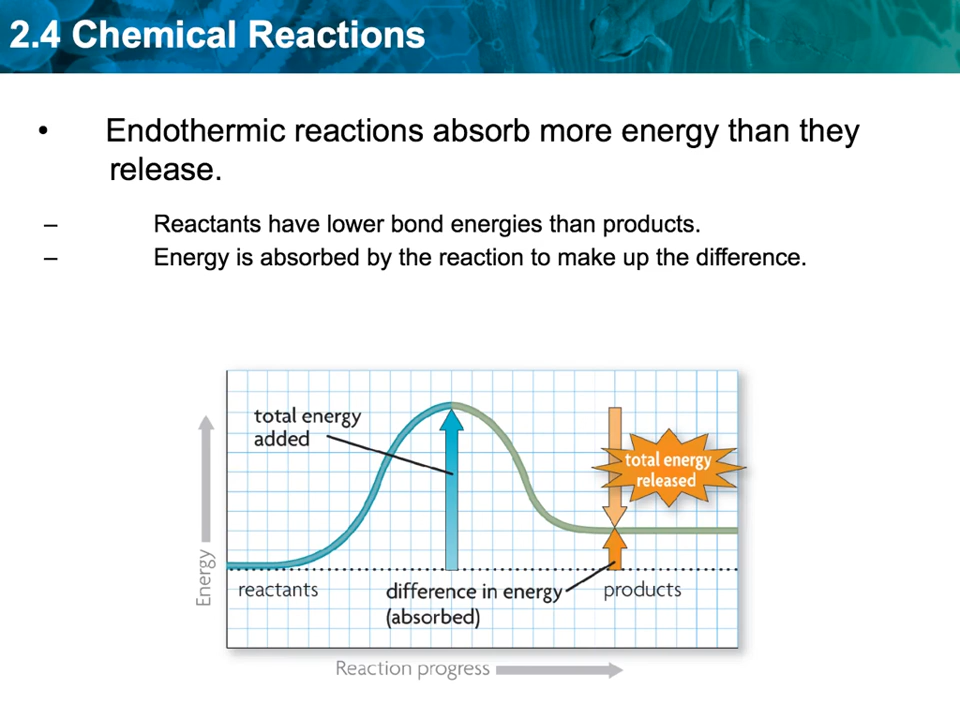 2.4 Chemical Reactions
• Endothermic reactions absorb more energy than they
release.
– Reactants have lower bond energies than products.
– Energy is absorbed by the reaction to make up the difference.
total energy
added
total energy
released
Energy
reactants
difference in energy
(absorbed)
products
Reaction progress